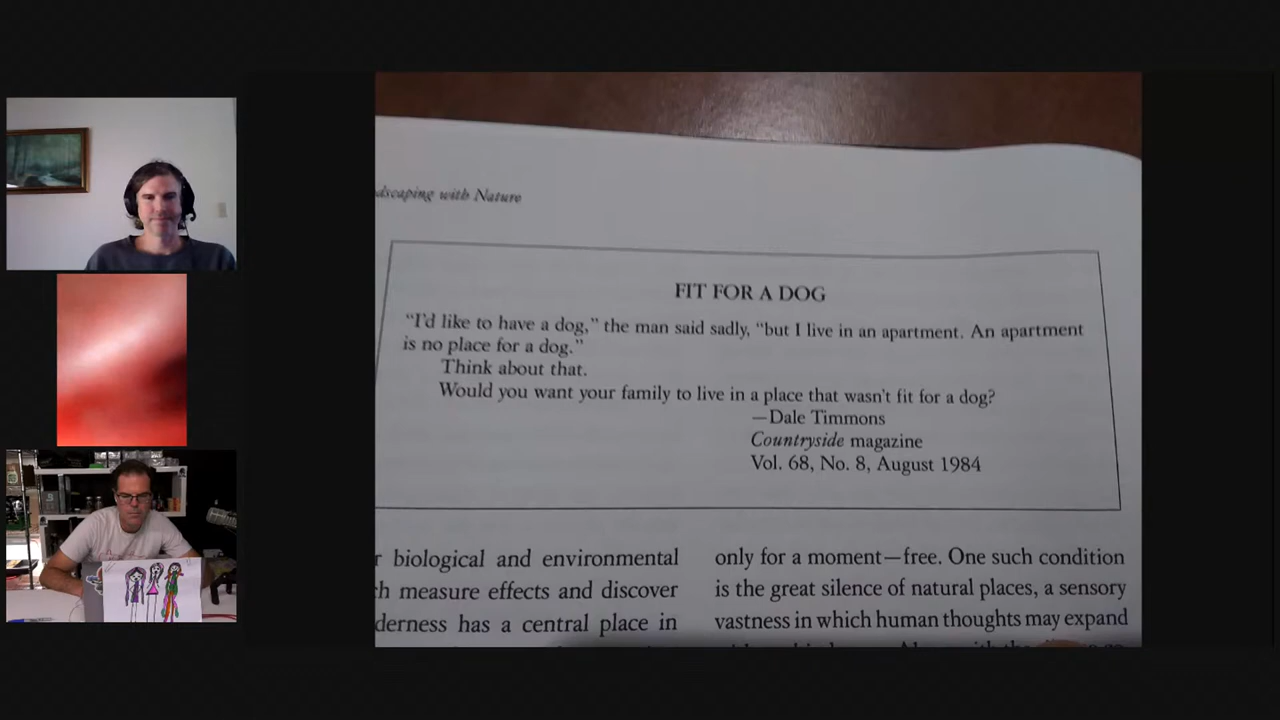 dscaping with Nature
FIT FOR A DOG
“I’d like to have a dog,” the man said sadly, “but I live in an apartment. An apartment
is no place for a dog.”
Think about that.
Would you want your family to live in a place that wasn’t fit for a dog?
—Dale Timmons
Countryside magazine
Vol. 68, No. 8, August 1984
r biological and environmental
h measure effects and discover
derness has a central place in
only for a moment—free. One such condition
is the great silence of natural places, a sensory
vastness in which human thoughts may expand